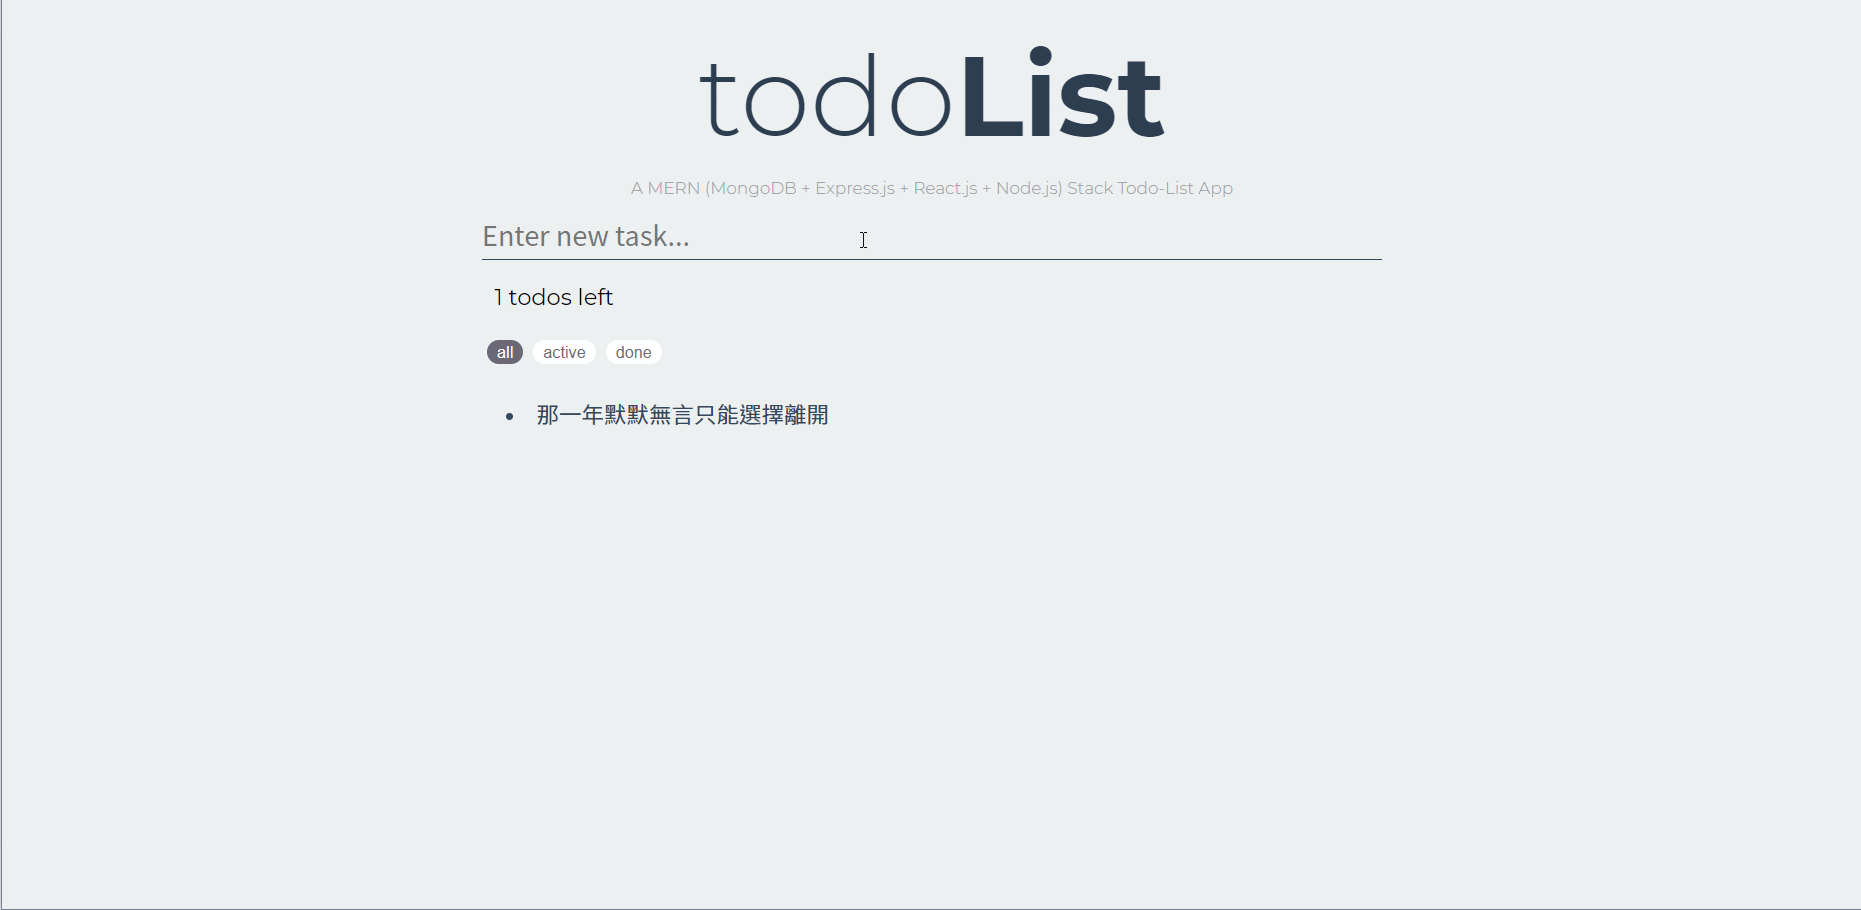 todoList
A MERN (MongoDB + Express.js + React.js + Node.js) Stack Todo-List App
Enter new task...
1 todos left
all active done
那一年默默無言只能選擇離開